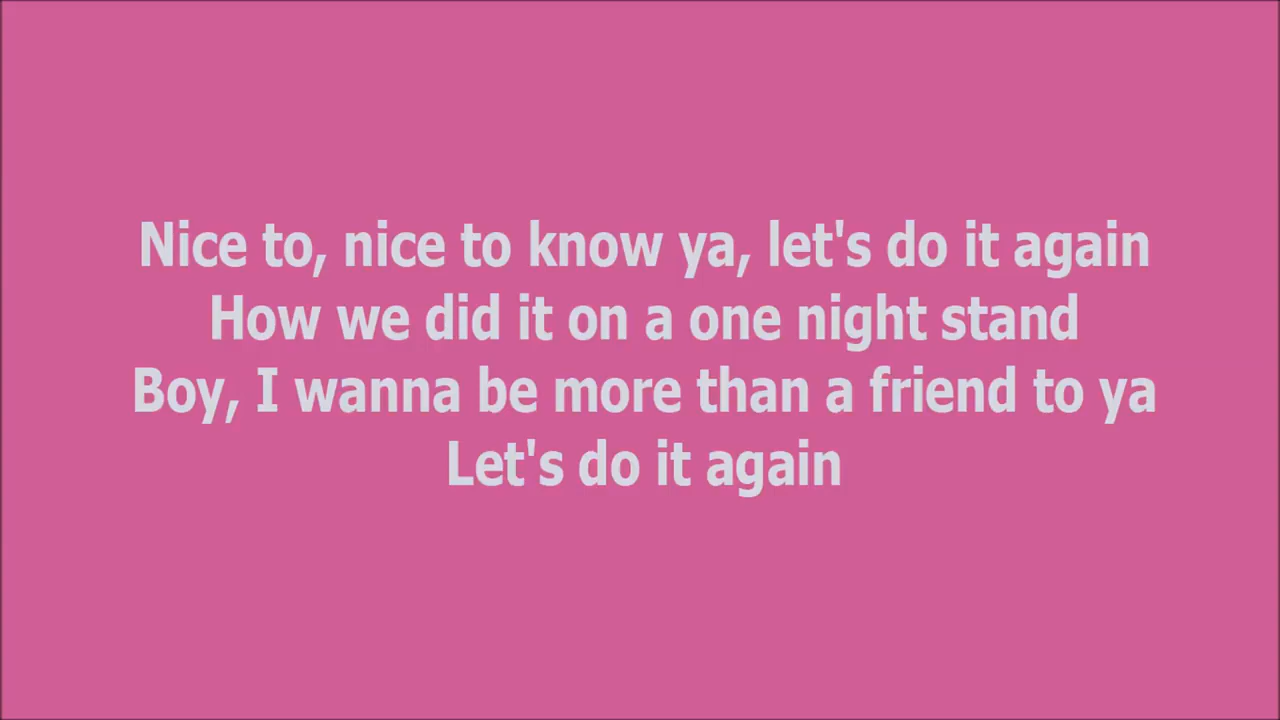 Nice to, nice to know ya, let's do it again
How we did it on a one night stand
Boy, I wanna be more than a friend to ya
Let's do it again